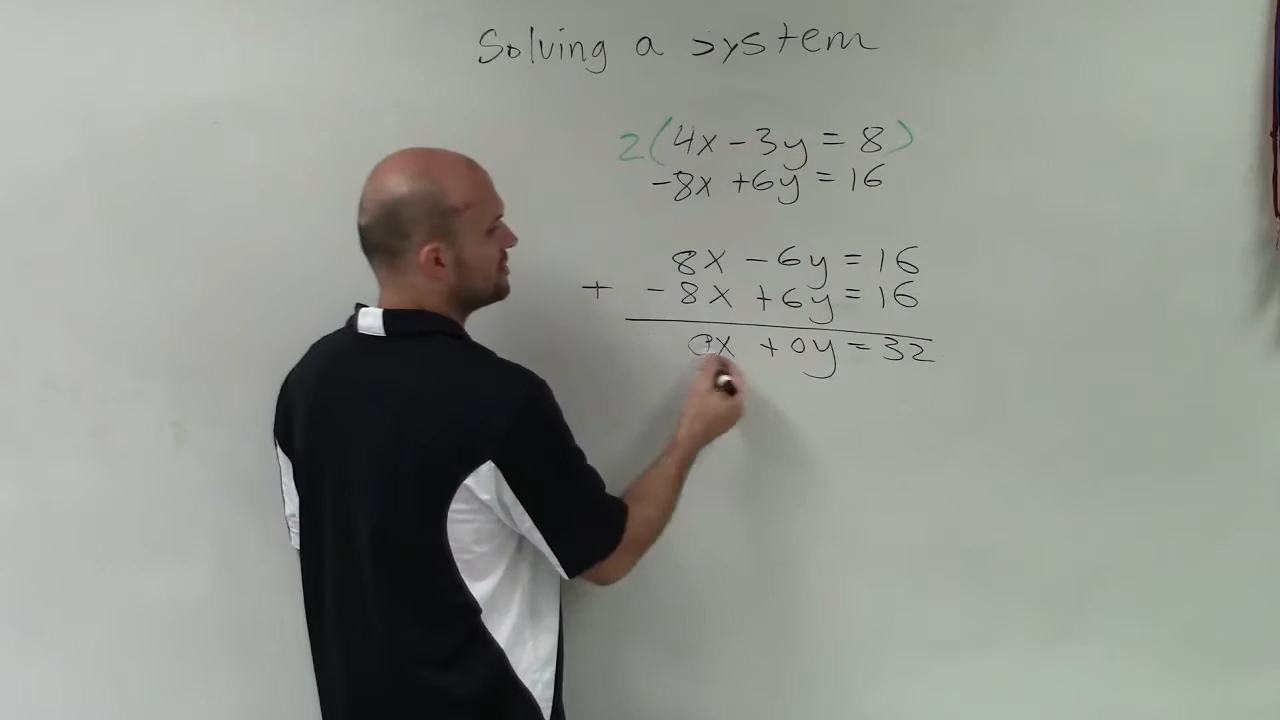 Solving a system
2(4x - 3y = 8)
-8x + 6y = 16
8x - 6y = 16
+ -8x + 6y = 16
0x + 0y = 32